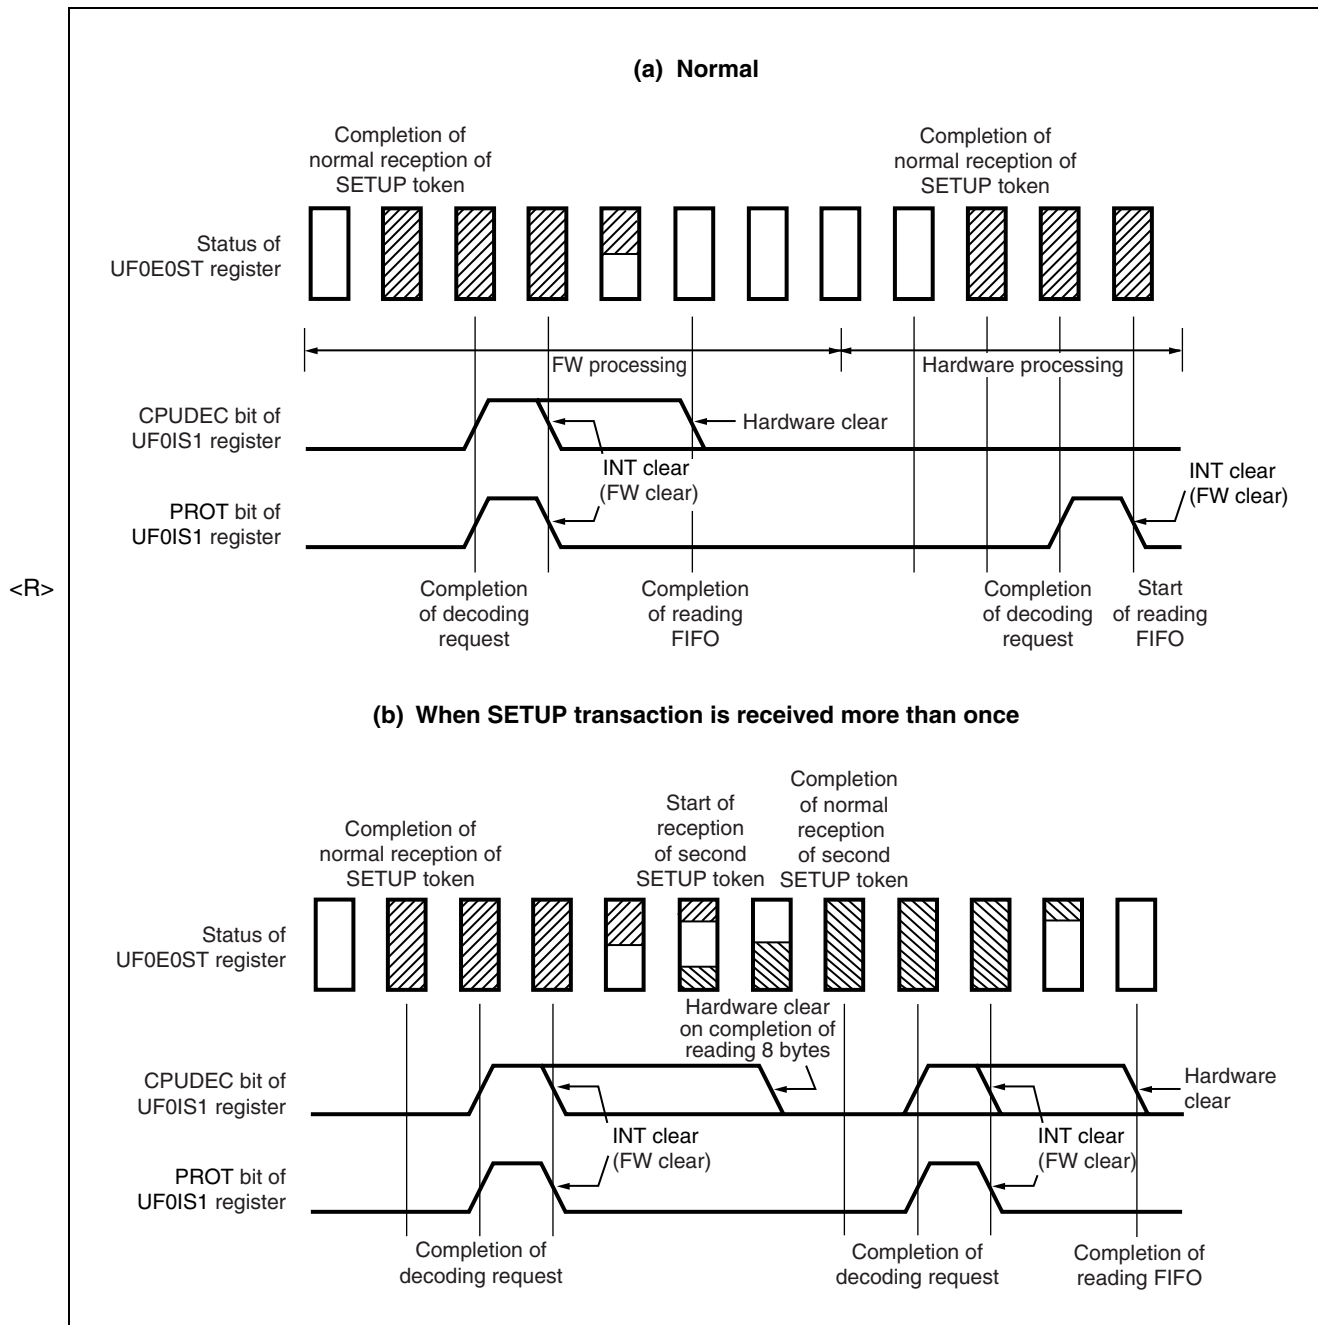 (a) Normal
Completion of
normal reception of
SETUP token
Completion of
normal reception of
SETUP token
Status of
UF0E0ST register
FW processing
Hardware processing
CPUDEC bit of
UF0IS1 register
Hardware clear
INT clear
(FW clear)
INT clear
(FW clear)
PROT bit of
UF0IS1 register
<R>
Completion
of decoding
request
Completion
of reading
FIFO
Completion
of decoding
request
Start
of reading
FIFO
(b) When SETUP transaction is received more than once
Completion of
normal reception of
SETUP token
Start of
reception
of second
SETUP token
Completion
of normal
reception
of second
SETUP token
Status of
UF0E0ST register
Hardware clear
on completion of
reading 8 bytes
CPUDEC bit of
UF0IS1 register
Hardware
clear
INT clear
(FW clear)
INT clear
(FW clear)
PROT bit of
UF0IS1 register
Completion of
decoding request
Completion of
decoding request
Completion of
reading FIFO